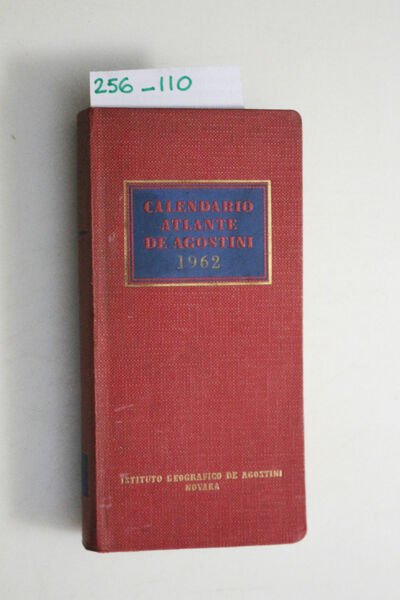 256-110
CALENDARIO
ATLANTE
DE AGOSTINI
1962
ISTITUTO GEOGRAFICO DE AGOSTINI
NOVARA